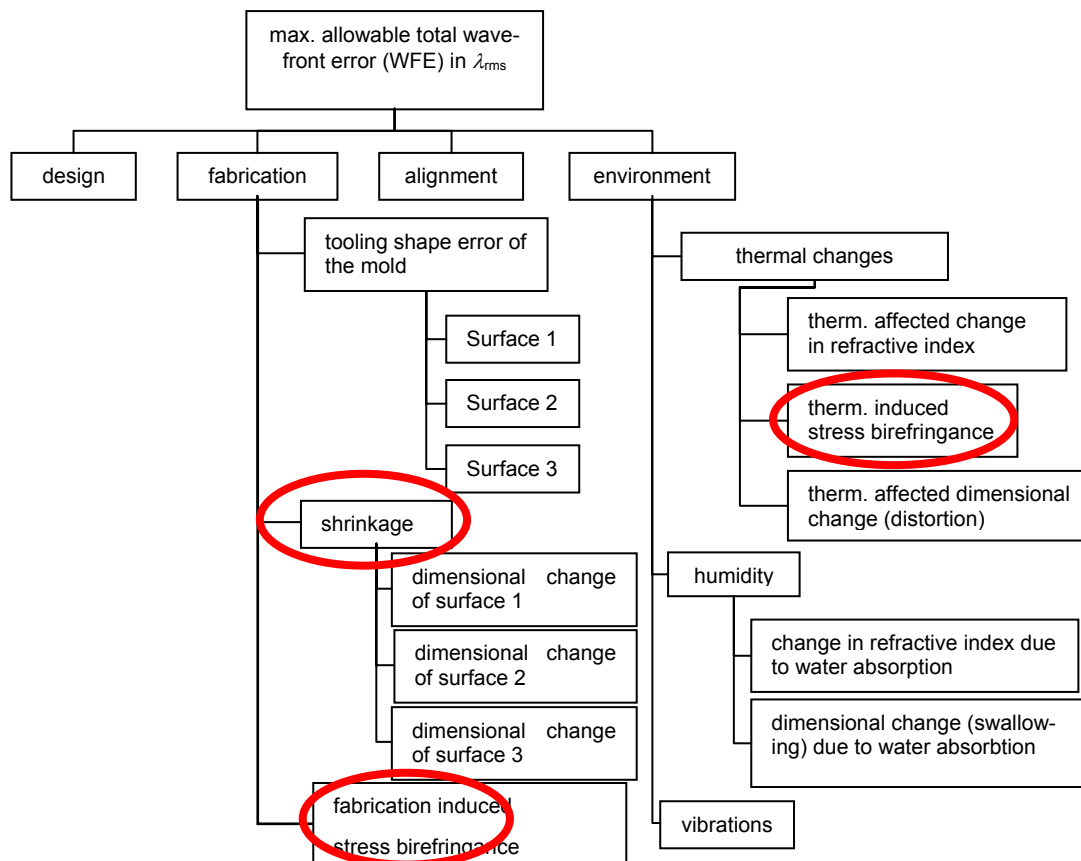 max. allowable total wave-
front error (WFE) in λrms
design
fabrication
alignment
environment
tooling shape error of
the mold
Surface 1
Surface 2
Surface 3
shrinkage
dimensional change
of surface 1
dimensional change
of surface 2
dimensional change
of surface 3
fabrication induced
stress birefringance
thermal changes
therm. affected change
in refractive index
therm. induced
stress birefringance
therm. affected dimensional
change (distortion)
humidity
change in refractive index due
to water absorption
dimensional change (swallow-
ing) due to water absorbtion
vibrations